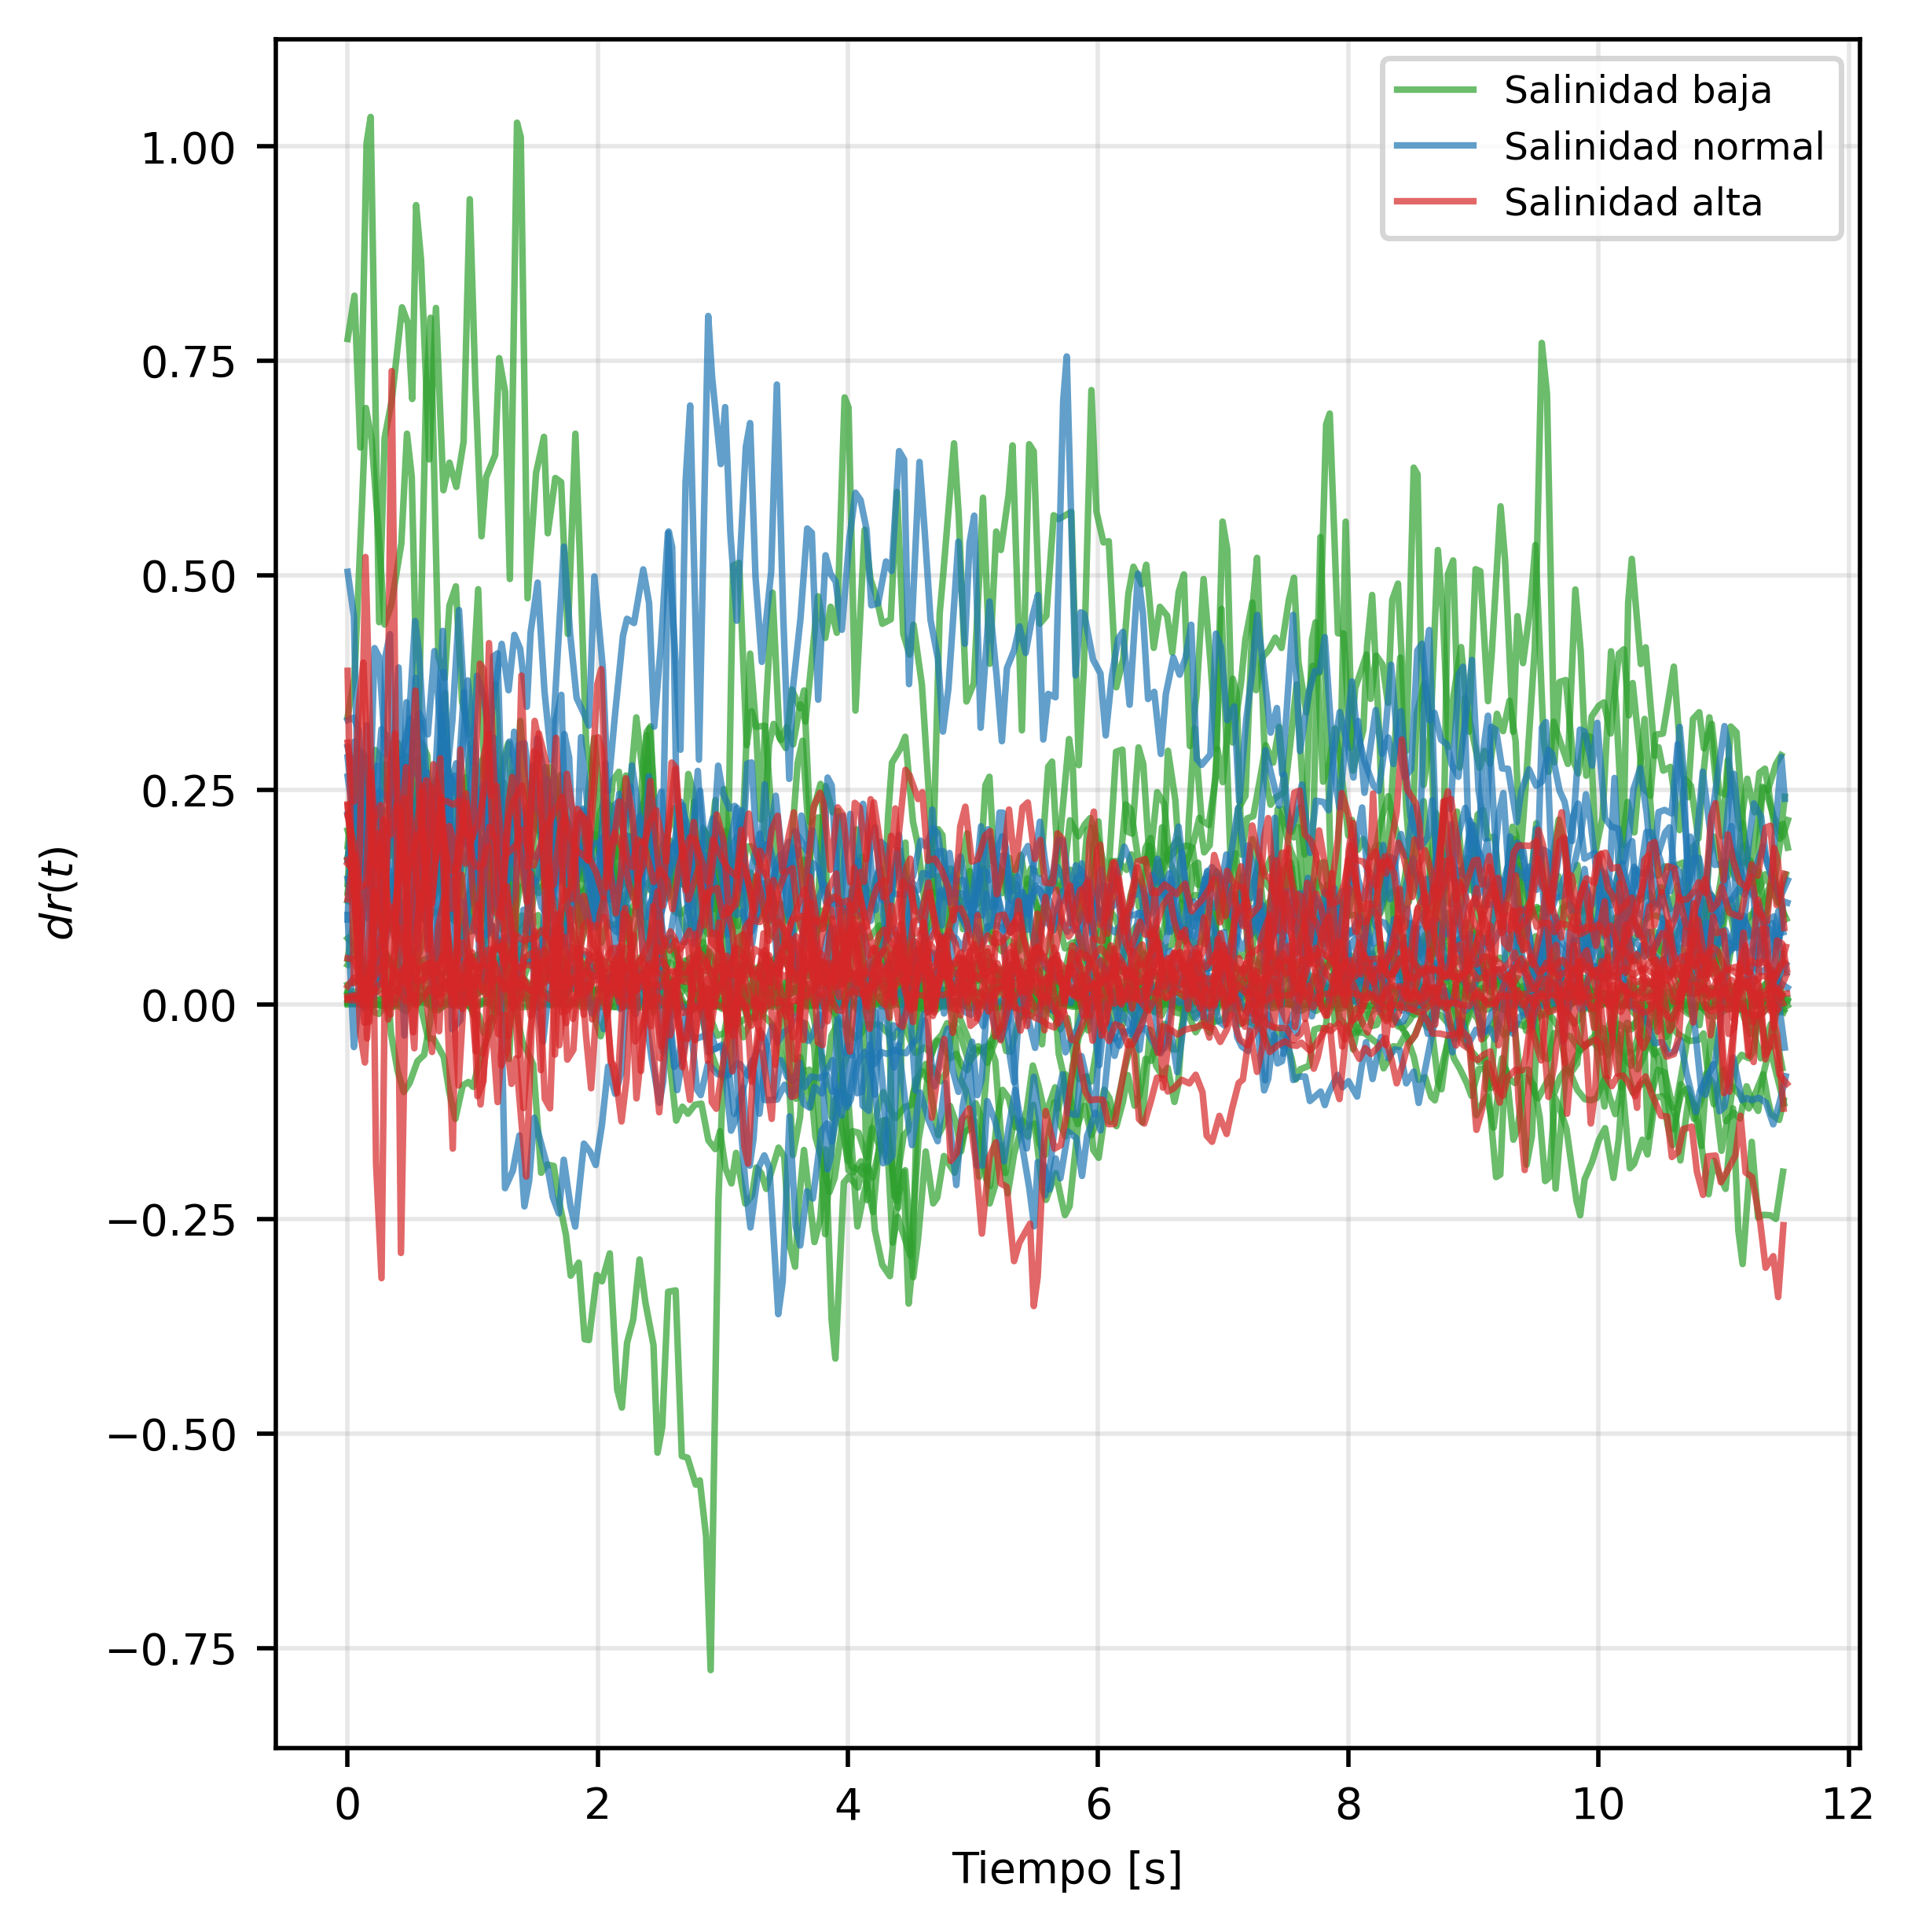 Salinidad baja
Salinidad normal
Salinidad alta
1.00
0.75
0.50
0.25
0.00
−0.25
−0.50
−0.75
dr(t)
0 2 4 6 8 10 12
Tiempo [s]